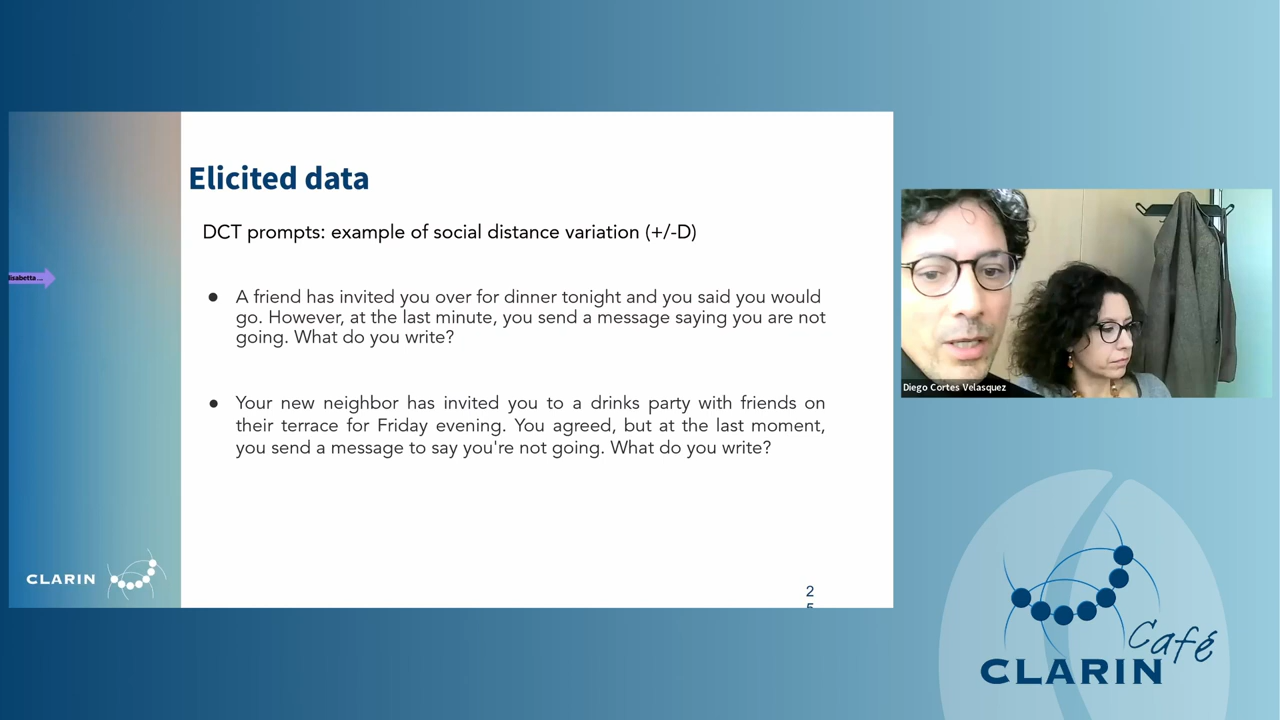 Elicited data
DCT prompts: example of social distance variation (+/-D)
● A friend has invited you over for dinner tonight and you said you would
go. However, at the last minute, you send a message saying you are not
going. What do you write?
● Your new neighbor has invited you to a drinks party with friends on
their terrace for Friday evening. You agreed, but at the last moment,
you send a message to say you're not going. What do you write?
CLARIN
2
Diego Cortes Velasquez
Café
CLARIN